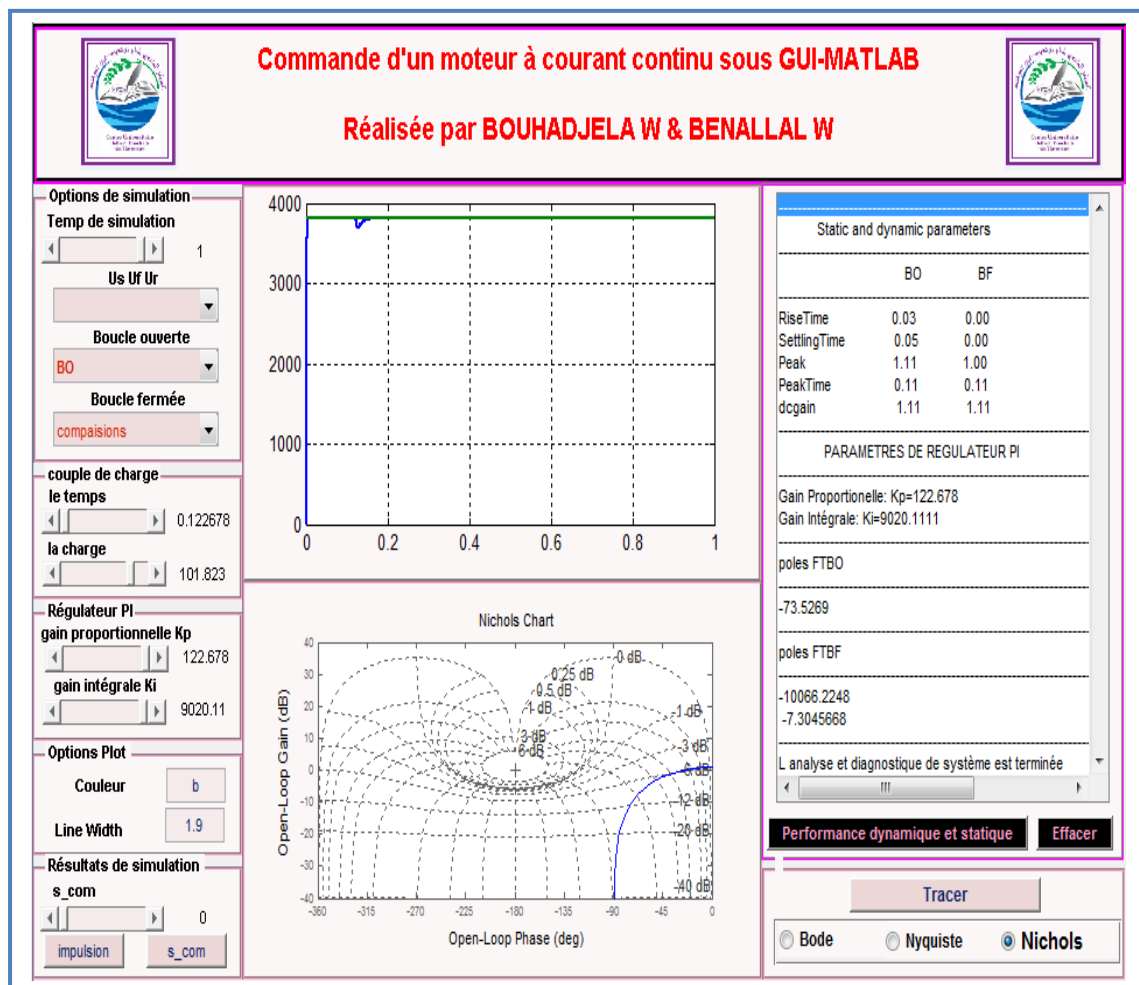 Commande d'un moteur à courant continu sous GUI-MATLAB
Réalisée par BOUHADJELA W & BENALLAL W
Options de simulation
Temp de simulation
1
Us Uf Ur
Boucle ouverte
BO
Boucle fermée
compaisions
couple de charge
le temps
0.122678
la charge
101.823
Régulateur PI
gain proportionnelle Kp
122.678
gain intégrale Ki
9020.11
Options Plot
Couleur
b
Line Width
1.9
Résultats de simulation
s_com
0
impulsion
s_com
4000
3000
2000
1000
0
0 0.2 0.4 0.6 0.8 1
Nichols Chart
Open-Loop Gain (dB)
40
30
20
10
0
-10
-20
-30
-40
0 dB
0.25 dB
0.5 dB
1 dB
3 dB
6 dB
-1 dB
-3 dB
-6 dB
-12 dB
-20 dB
-40 dB
-360 -315 -270 -225 -180 -135 -90 -45 0
Open-Loop Phase (deg)
Static and dynamic parameters
BO BF
RiseTime 0.03 0.00
SettlingTime 0.05 0.00
Peak 1.11 1.00
PeakTime 0.11 0.11
dcgain 1.11 1.11
PARAMETRES DE REGULATEUR PI
Gain Proportionelle: Kp=122.678
Gain Intégrale: Ki=9020.1111
poles FTBO
-73.5269
poles FTBF
-10066.2248
-7.3045668
L analyse et diagnostique de système est terminée
Performance dynamique et statique
Effacer
Tracer
Bode
Nyquiste
Nichols